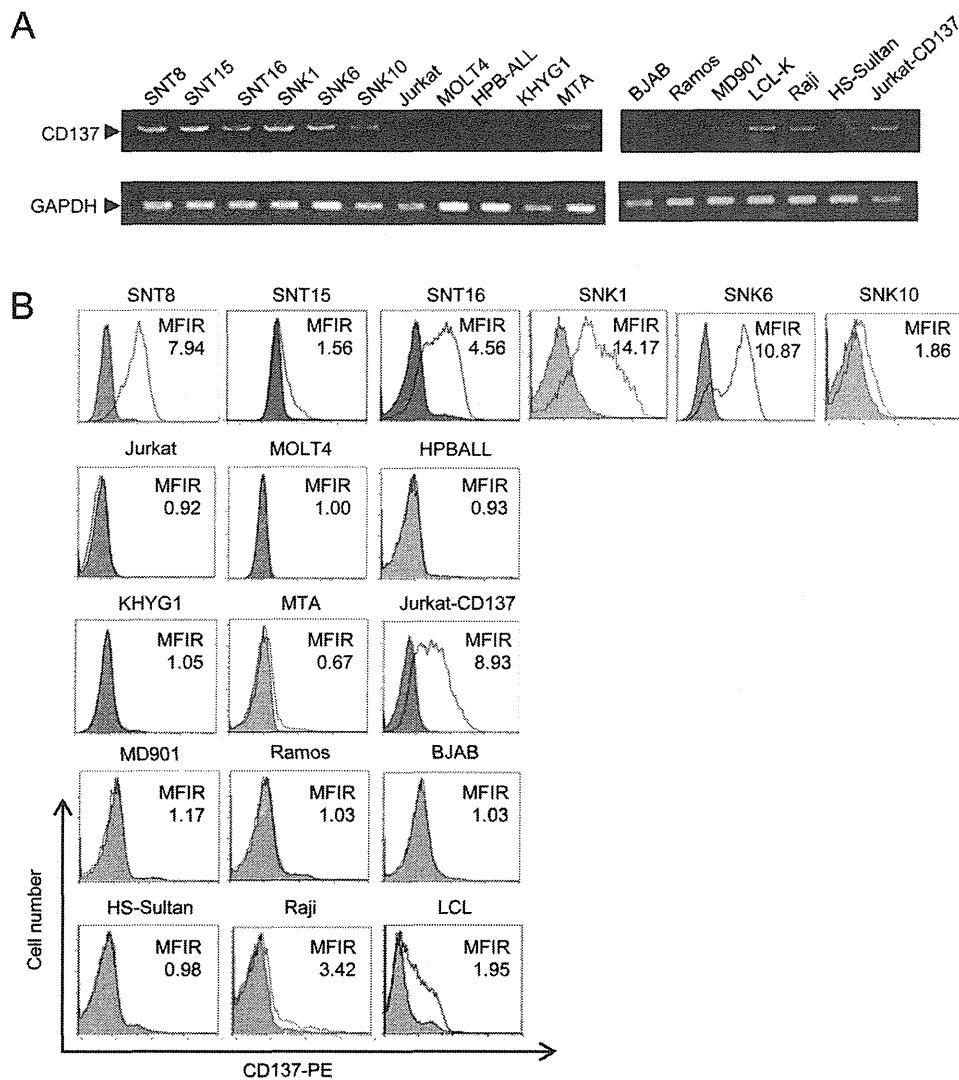 A
SNT8 SNT15 SNT16 SNK1 SNK6 SNK10 Jurkat MOLT4 HPB-ALL KHYG1 MTA BJAB Ramos MD901 LCL-K Raji HS-Sultan Jurkat-CD137
CD137
GAPDH
B
SNT8 SNT15 SNT16 SNK1 SNK6 SNK10
MFIR MFIR MFIR MFIR MFIR MFIR
7.94 1.56 4.56 14.17 10.87 1.86
Jurkat MOLT4 HPBALL
MFIR MFIR MFIR
0.92 1.00 0.93
KHYG1 MTA Jurkat-CD137
MFIR MFIR MFIR
1.05 0.67 8.93
MD901 Ramos BJAB
MFIR MFIR MFIR
1.17 1.03 1.03
HS-Sultan Raji LCL
MFIR MFIR MFIR
0.98 3.42 1.95
Cell number
CD137-PE